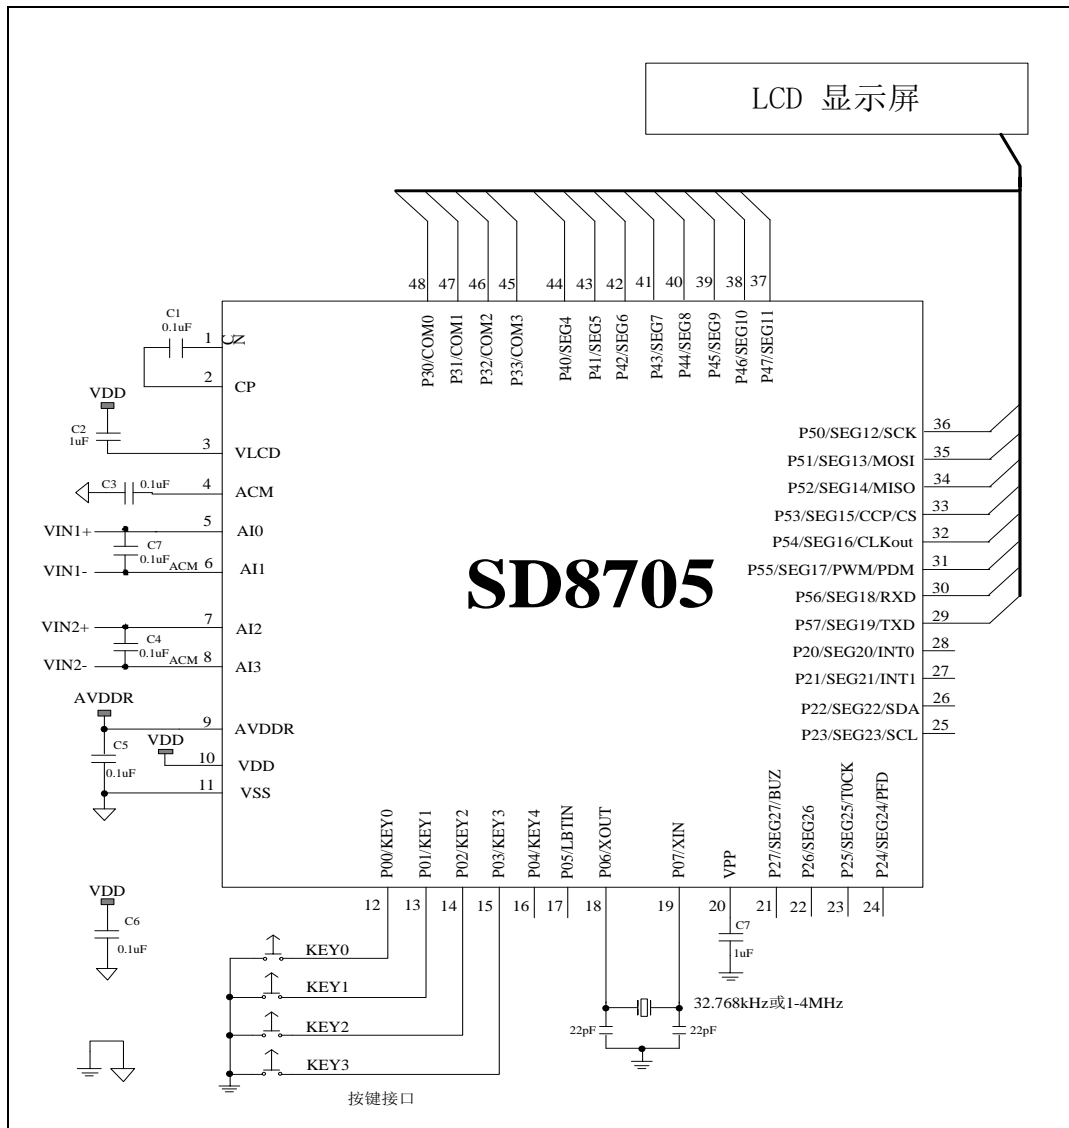 LCD 显示屏
48
47
46
45
44
43
42
41
40
39
38
37
P30/COM0
P31/COM1
P32/COM2
P33/COM3
P40/SEG4
P41/SEG5
P42/SEG6
P43/SEG7
P44/SEG8
P45/SEG9
P46/SEG10
P47/SEG11
C1
0.1uF
1
CN
2
CP
VDD
C2
1uF
3
VLCD
C3
0.1uF
4
ACM
VIN1+
5
AI0
C7
0.1uF
VIN1-
ACM
6
AI1
VIN2+
7
AI2
C4
0.1uF
VIN2-
ACM
8
AI3
AVDDR
9
AVDDR
C5
0.1uF
VDD
10
VDD
11
VSS
SD8705
P50/SEG12/SCK
36
P51/SEG13/MOSI
35
P52/SEG14/MISO
34
P53/SEG15/CCP/CS
33
P54/SEG16/CLKout
32
P55/SEG17/PWM/PDM
31
P56/SEG18/RXD
30
P57/SEG19/TXD
29
P20/SEG20/INT0
28
P21/SEG21/INT1
27
P22/SEG22/SDA
26
P23/SEG23/SCL
25
P00/KEY0
P01/KEY1
P02/KEY2
P03/KEY3
P04/KEY4
P05/LBTIN
P06/XOUT
P07/XIN
VPP
P27/SEG27/BUZ
P26/SEG26
P25/SEG25/T0CK
P24/SEG24/PFD
12
13
14
15
16
17
18
19
20
21
22
23
24
VDD
C6
0.1uF
C7
1uF
KEY0
KEY1
KEY2
KEY3
32.768kHz或1-4MHz
22pF
22pF
按键接口